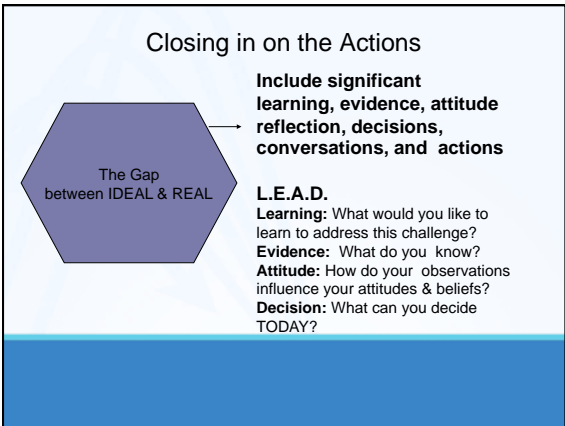 Closing in on the Actions
The Gap
between IDEAL & REAL
Include significant
learning, evidence, attitude
reflection, decisions,
conversations, and actions
L.E.A.D.
Learning: What would you like to
learn to address this challenge?
Evidence: What do you know?
Attitude: How do your observations
influence your attitudes & beliefs?
Decision: What can you decide
TODAY?